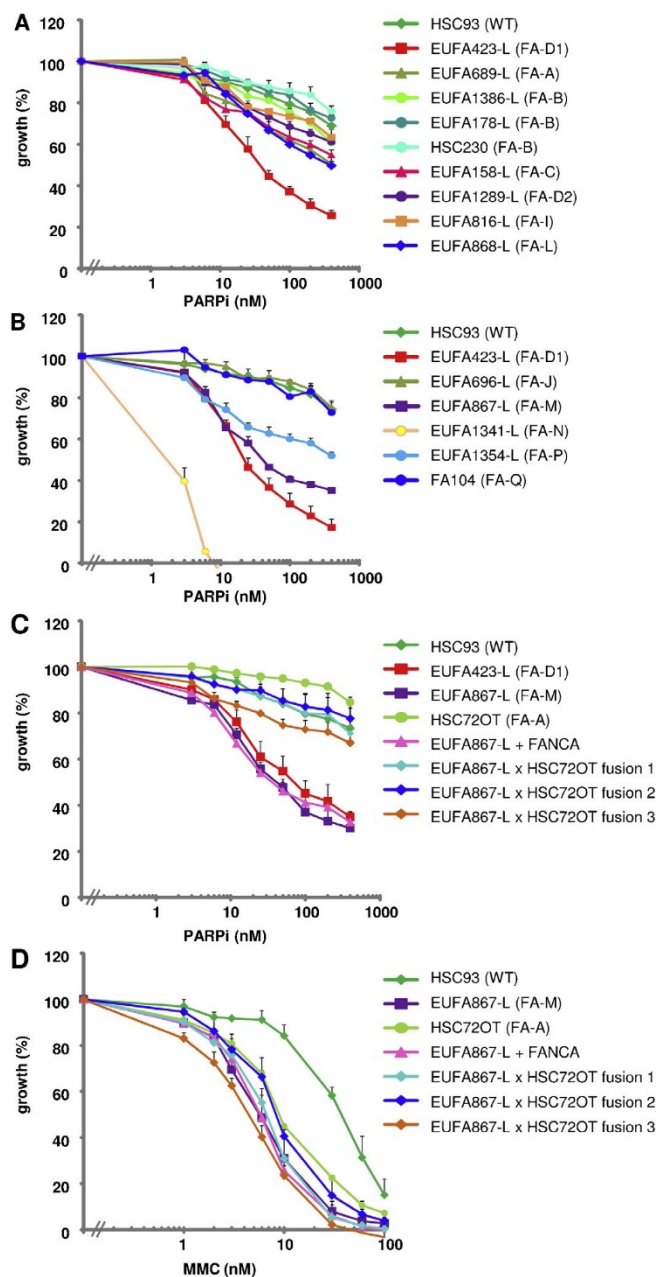 A
growth (%)
120
100
80
60
40
20
0
1
10
100
1000
PARPi (nM)
HSC93 (WT)
EUFA423-L (FA-D1)
EUFA689-L (FA-A)
EUFA1386-L (FA-B)
EUFA178-L (FA-B)
HSC230 (FA-B)
EUFA158-L (FA-C)
EUFA1289-L (FA-D2)
EUFA816-L (FA-I)
EUFA868-L (FA-L)
B
growth (%)
120
100
80
60
40
20
0
1
10
100
1000
PARPi (nM)
HSC93 (WT)
EUFA423-L (FA-D1)
EUFA696-L (FA-J)
EUFA867-L (FA-M)
EUFA1341-L (FA-N)
EUFA1354-L (FA-P)
FA104 (FA-Q)
C
growth (%)
120
100
80
60
40
20
0
1
10
100
1000
PARPi (nM)
HSC93 (WT)
EUFA423-L (FA-D1)
EUFA867-L (FA-M)
HSC72OT (FA-A)
EUFA867-L + FANCA
EUFA867-L x HSC72OT fusion 1
EUFA867-L x HSC72OT fusion 2
EUFA867-L x HSC72OT fusion 3
D
growth (%)
120
100
80
60
40
20
0
1
10
100
MMC (nM)
HSC93 (WT)
EUFA867-L (FA-M)
HSC72OT (FA-A)
EUFA867-L + FANCA
EUFA867-L x HSC72OT fusion 1
EUFA867-L x HSC72OT fusion 2
EUFA867-L x HSC72OT fusion 3